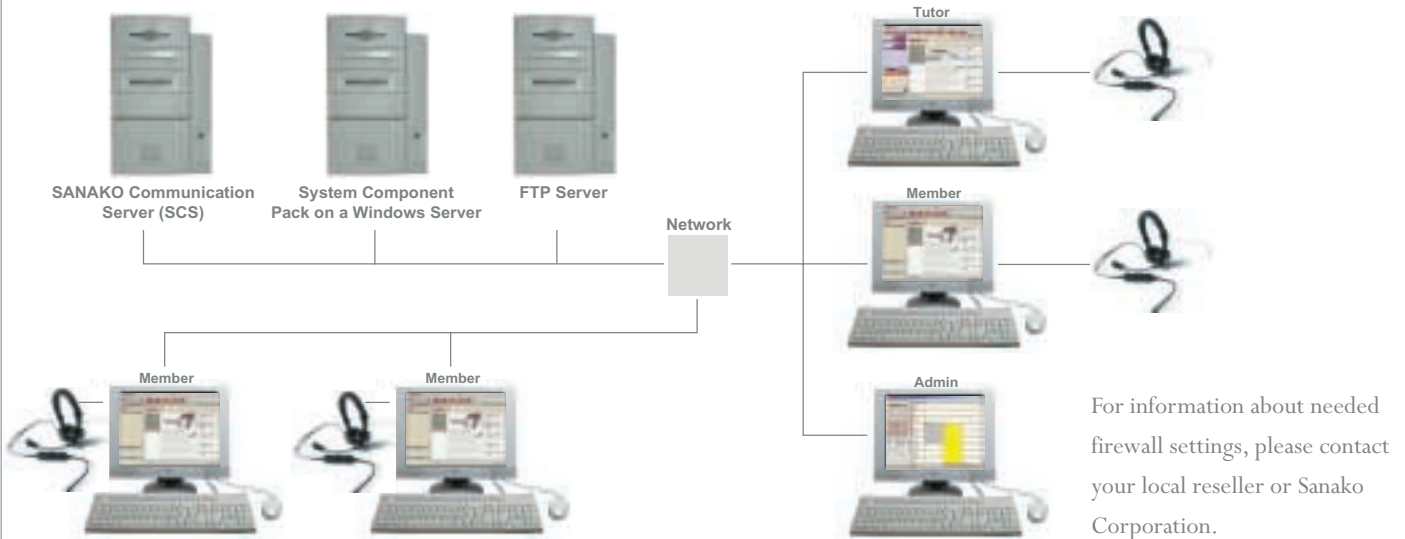 Tutor
SANAKO Communication
Server (SCS)
System Component
Pack on a Windows Server
FTP Server
Member
Network
Member
Member
Admin
For information about needed
firewall settings, please contact
your local reseller or Sanako
Corporation.